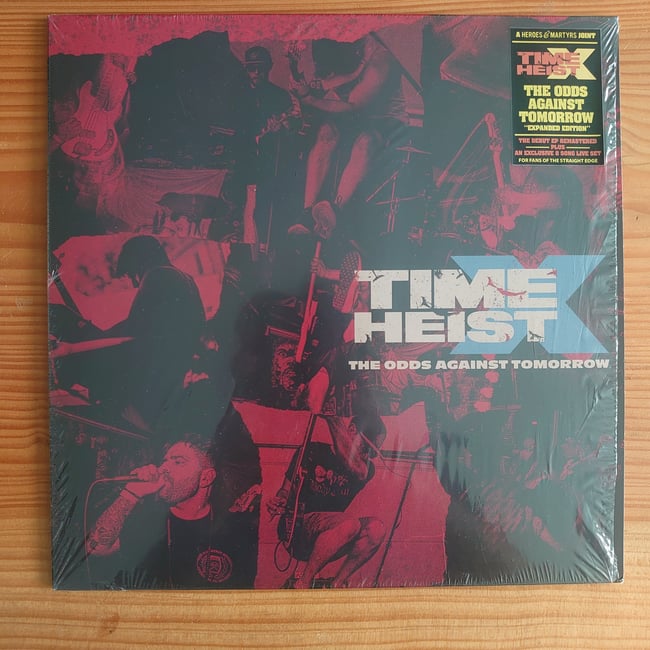 A HEROES & MARTYRS JOINT
TIME X
HEIST
THE ODDS
AGAINST
TOMORROW
"EXPANDED EDITION"
THE DEBUT EP REMASTERED
PLUS
AN EXCLUSIVE 8 SONG LIVE SET
FOR FANS OF THE STRAIGHT EDGE
TIME X
HEIST
THE ODDS AGAINST TOMORROW